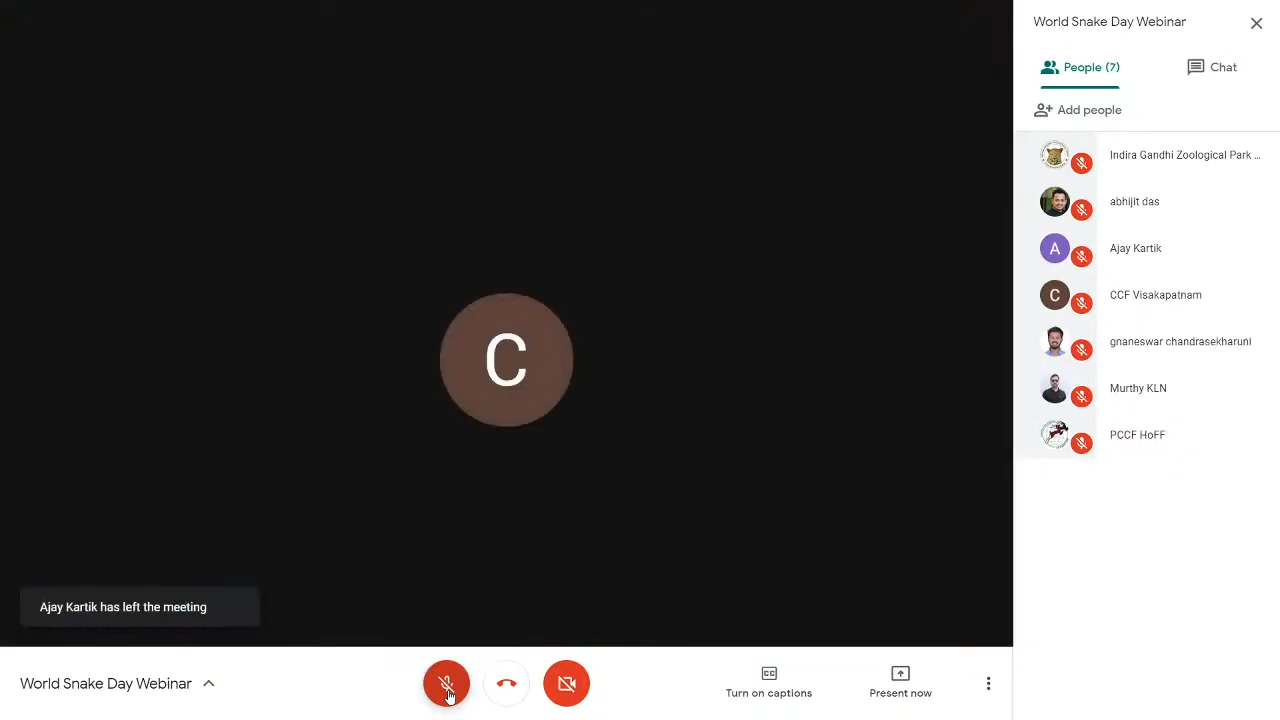 World Snake Day Webinar
People (7)
Chat
Add people
Indira Gandhi Zoological Park ...
abhijit das
A
Ajay Kartik
C
CCF Visakapatnam
gnaneswar chandrasekharuni
Murthy KLN
PCCF HoFF
C
Ajay Kartik has left the meeting
World Snake Day Webinar
CC
Turn on captions
Present now